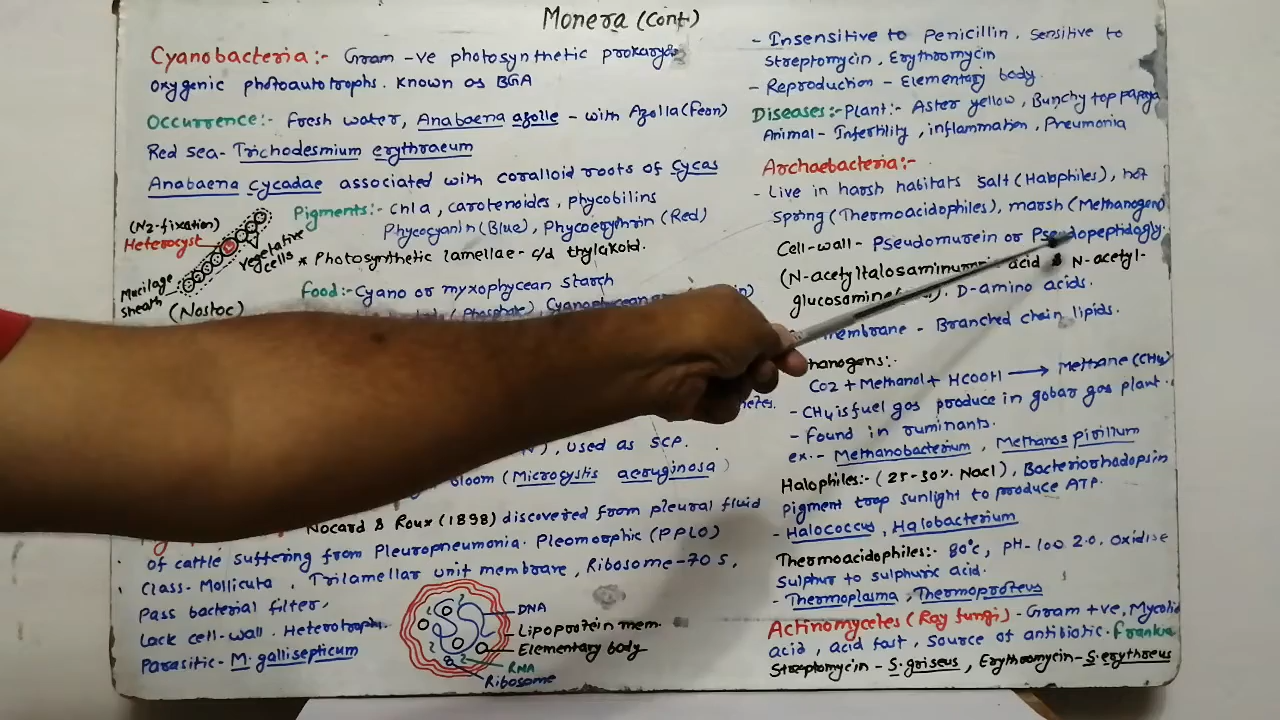 Monera (Cont)
Cyanobacteria:- Gram -ve photosynthetic
oxygenic photoautotrophs. Known as BGA
Occurrence:- Fresh water, Anabaena azolle - with Azolla (Fern)
Red sea- Trichodesmium erythraeum
Anabaena cycadae associated with coralloid roots of Cycas
(N2-fixation)
Heterocyst
vegetative cells
Mucilage sheath
(Nostoc)
Pigments:- Chl a, carotenoides, phycobilins
Phycocyanin (Blue), Phycoerythrin (Red)
* Photosynthetic lamellae- c/d thylakoid.
Food:- Cyano or myxophycean starch
(Phosphate), Cyanophycean
, used as SCP.
bloom (Microcystis aeruginosa)
Nocard & Roux (1898) discovered from pleural fluid
of cattle suffering from Pleuropneumonia. Pleomorphic (PPLO)
Class- Mollicuta, Trilamellar unit membrave, Ribosome-70 s,
Pass bacterial filter,
Lack cell-wall. Heterotroph.
Parasitic- M. gallisepticum
DNA
Lipoprotein mem.
Elementary body
RNA
Ribosome
- Insensitive to Penicillin. Sensitive to
Streptomycin, Erythromycin
- Reproduction - Elementary body.
Diseases:- Plant:- Aster yellow, Bunchy top papaya
Animal- Infertility, inflammation, Pneumonia
Archaebacteria:-
- Live in harsh habitats salt (Halophiles), hot
spring (Thermoacidophiles), marsh (Methanogens)
Cell-wall- Pseudomurein or Pseudopeptidogly.
acid & N-acetyl-
D-amino acids.
membrane - Branched chain lipids.
hanogens:-
CO2 + Methanol + HCOOH → Methane (CH4)
- CH4 is fuel gas produce in gobar gas plant.
- Found in ruminants.
ex.- Methanobacterium, Methanospirillum
Halophiles:- (25-30% NaCl), Bacteriorhodopsin
pigment trap sunlight to produce ATP.
- Halococcus, Halobacterium
Thermoacidophiles:- 80°c, pH- 2.0. Oxidise
sulphur to sulphuric acid.
- Thermoplasma, Thermoproteus
Actinomycetes (Ray fungi)- Gram +ve, Mycolic
acid, acid fast, source of antibiotic. Frankia
Streptomycin - S. griseus, Erythromycin- S. erythraeus